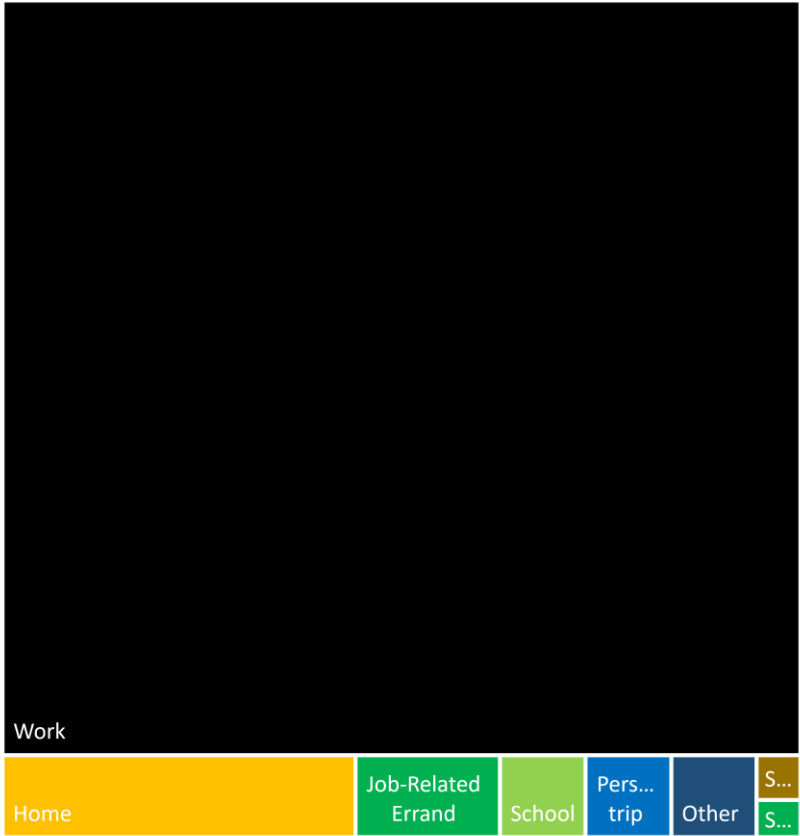 Work
Home
Job-Related
Errand
School
Pers...
trip
Other
S...
S...